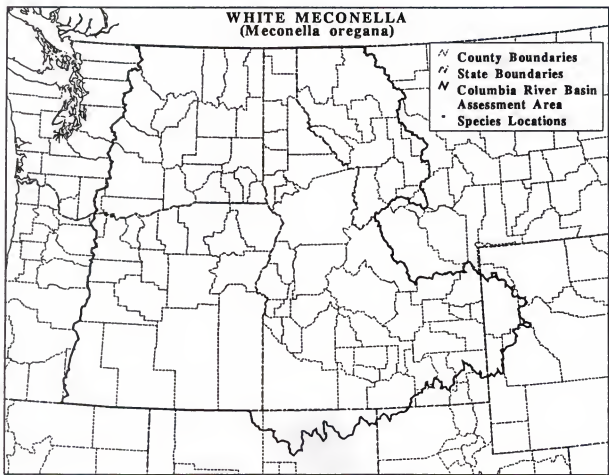 WHITE MECONELLA
(Meconella oregana)
County Boundaries
State Boundaries
Columbia River Basin
Assessment Area
Species Locations